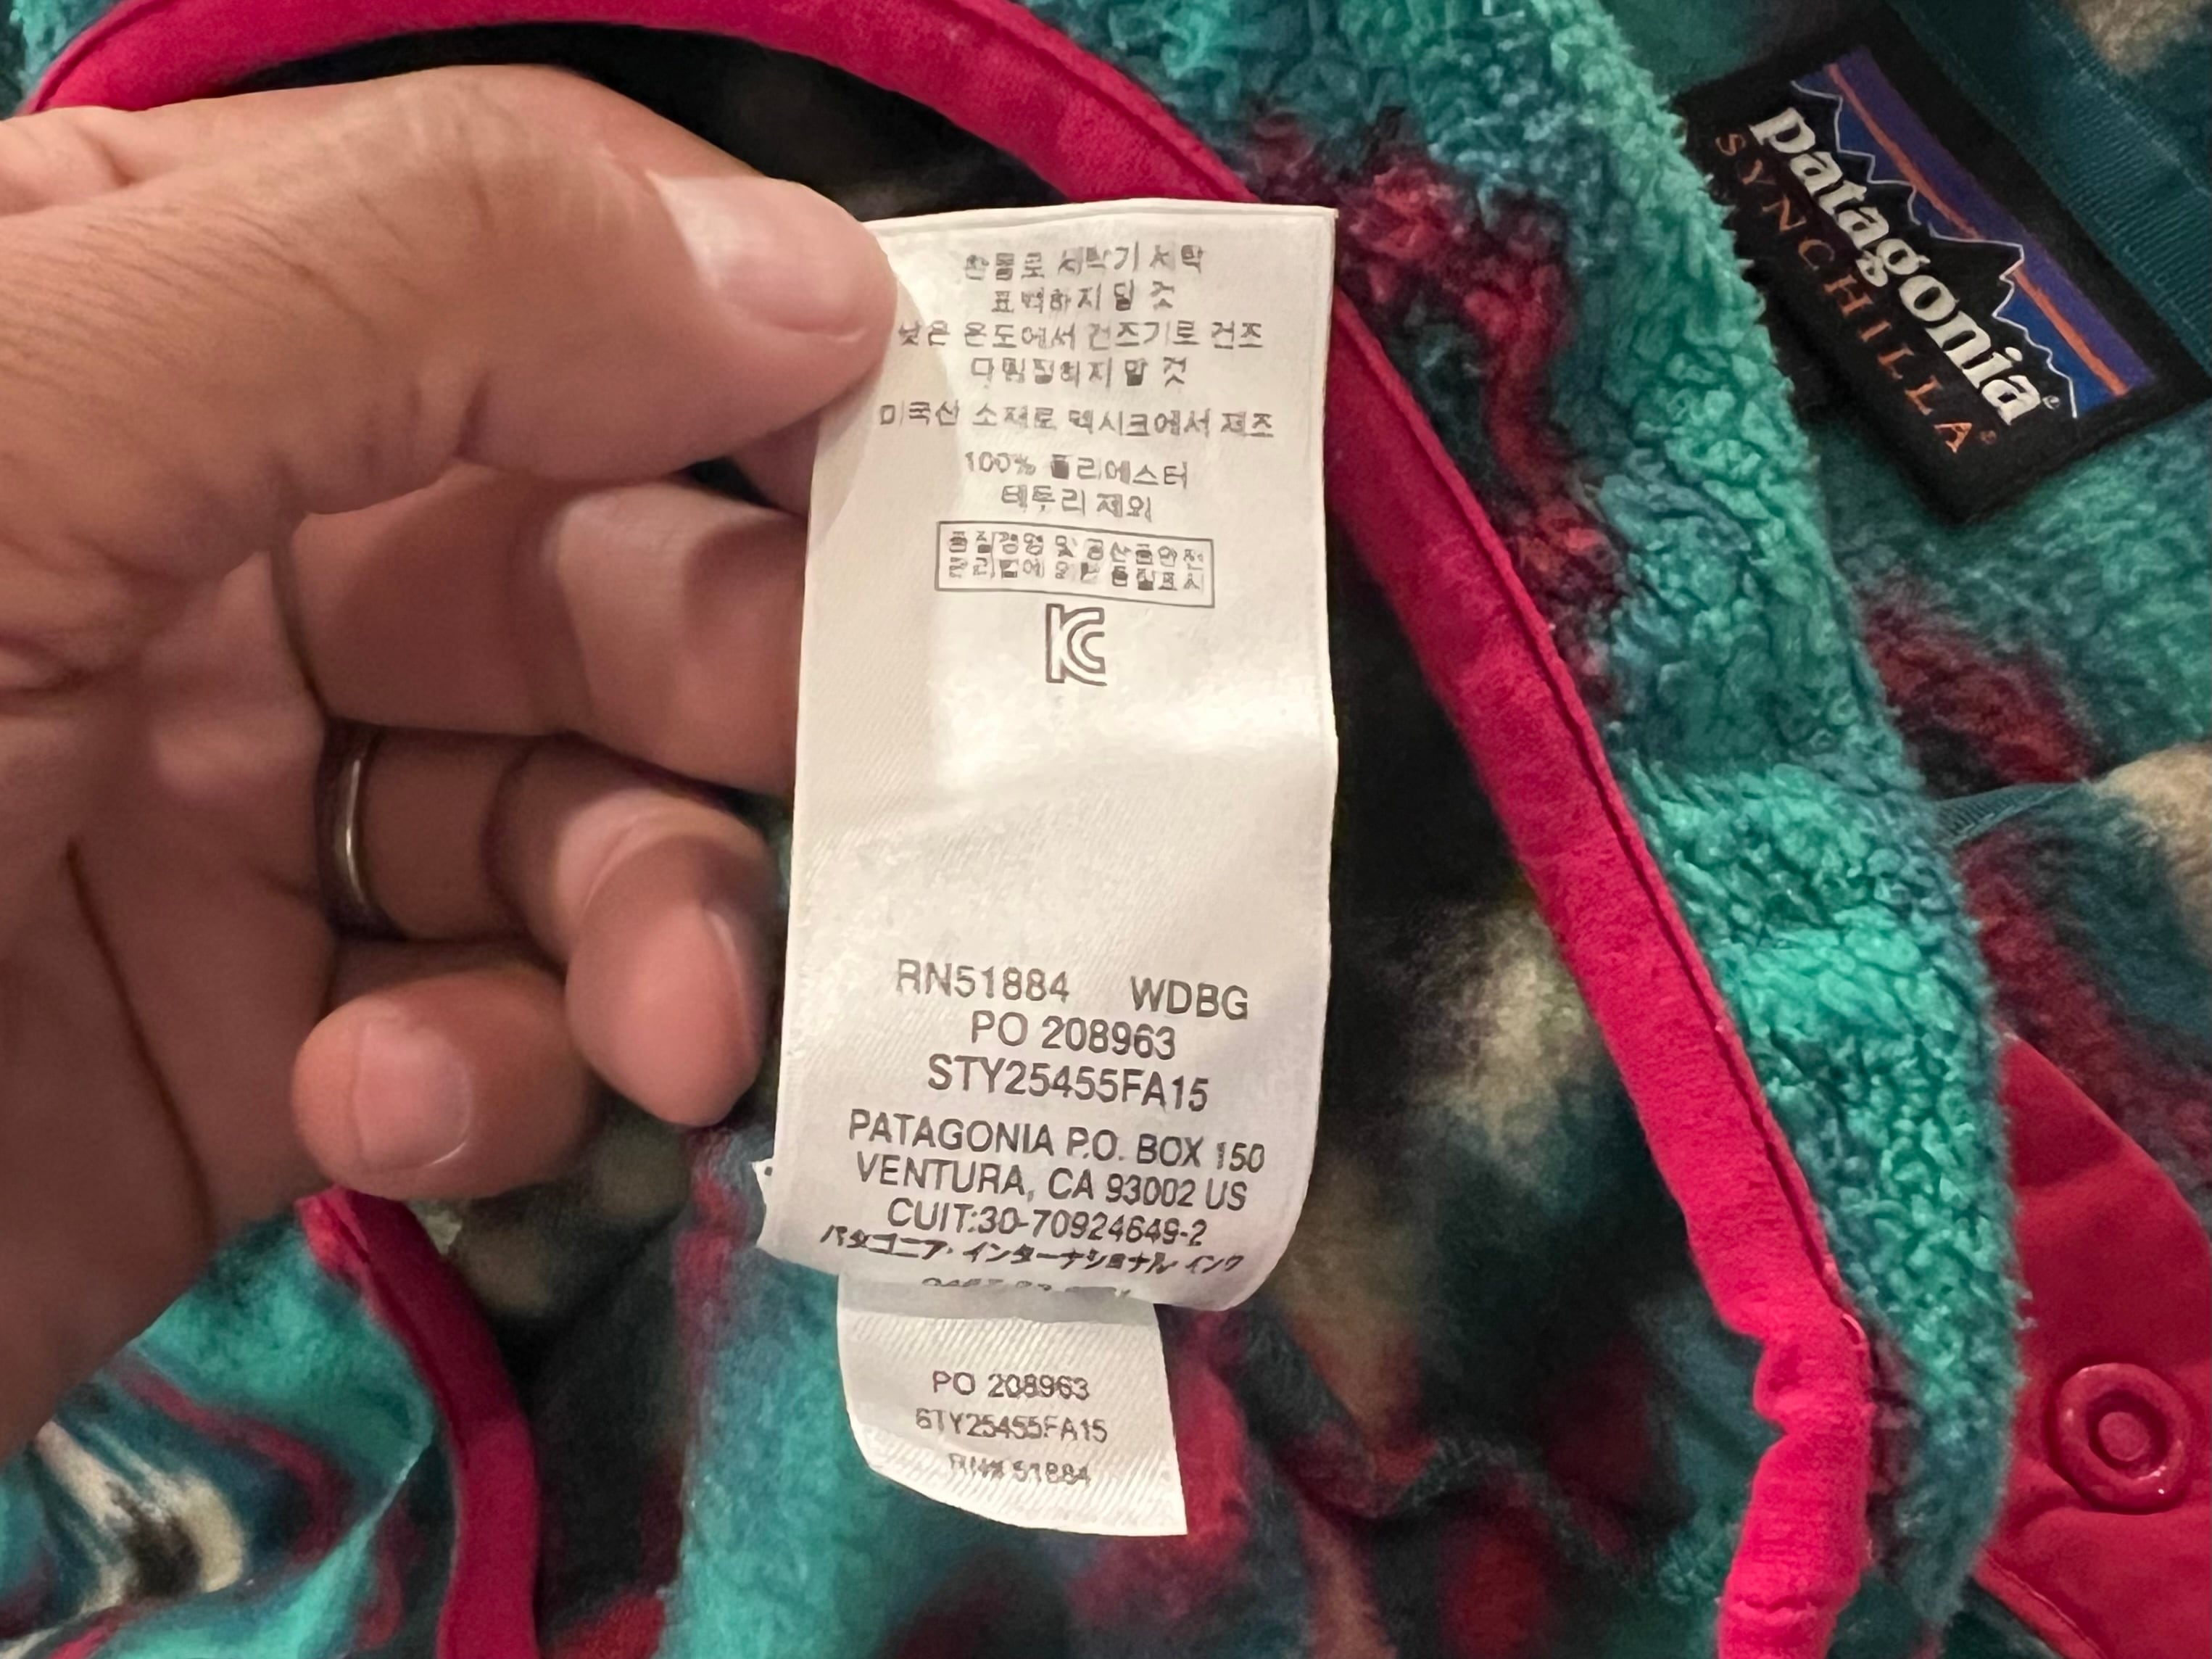 찬물로 세탁기 세탁
표백하지 말 것
낮은 온도에서 건조기로 건조
다림질하지 말 것
미국산 소재로 멕시코에서 제조
100% 폴리에스터
테두리 제외
품질경영 및 공산품안전
관리법에 의한 품질표시
KC
RN51884 WDBG
PO 208963
STY25455FA15
PATAGONIA P.O. BOX 150
VENTURA, CA 93002 US
CUIT:30-70924649-2
パタゴニア・インターナショナル・インク
PO 208963
STY25455FA15
RN# 51884
patagonia®
SYNCHILLA®